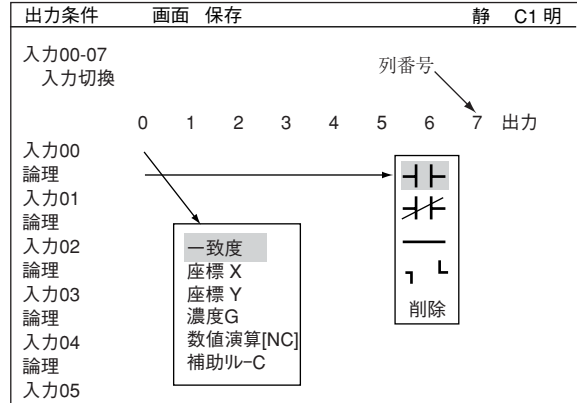 出力条件 画面 保存 静 C1 明
入力00-07
入力切換
列番号
0 1 2 3 4 5 6 7 出力
入力00
論理
入力01
論理
入力02
論理
入力03
論理
入力04
論理
入力05
一致度
座標 X
座標 Y
濃度G
数値演算[NC]
補助リレーC
削除